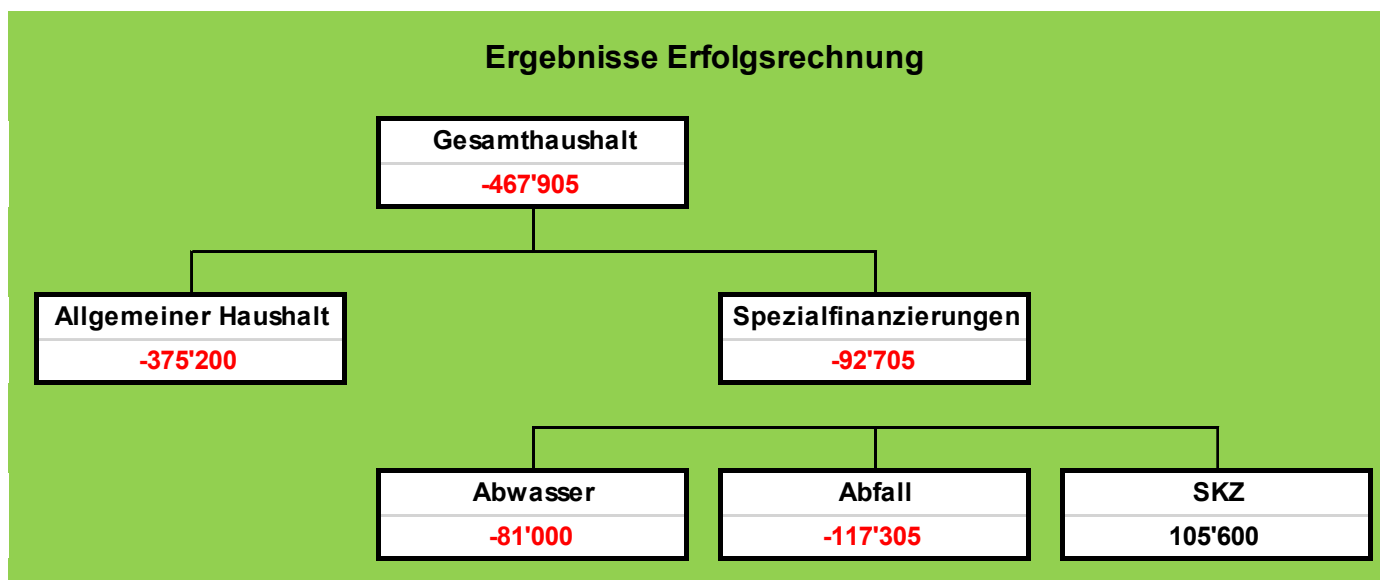 Ergebnisse Erfolgsrechnung
Gesamthaushalt
-467'905
Allgemeiner Haushalt
-375'200
Spezialfinanzierungen
-92'705
Abwasser
-81'000
Abfall
-117'305
SKZ
105'600